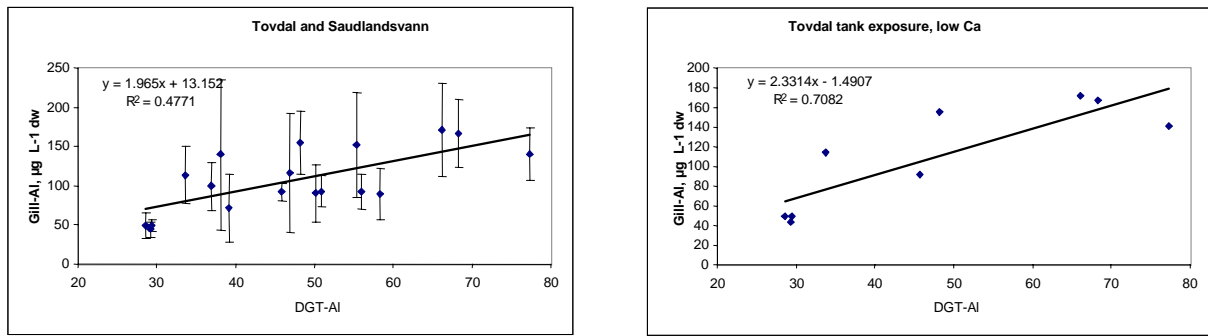 Tovdal and Saudlandsvann
y = 1.965x + 13.152
R² = 0.4771
Gill-Al, µg L-1 dw
250
200
150
100
50
0
20 30 40 50 60 70 80
DGT-Al
Tovdal tank exposure, low Ca
y = 2.3314x - 1.4907
R² = 0.7082
Gill-Al, µg L-1 dw
200
180
160
140
120
100
80
60
40
20
0
20 30 40 50 60 70 80
DGT-Al